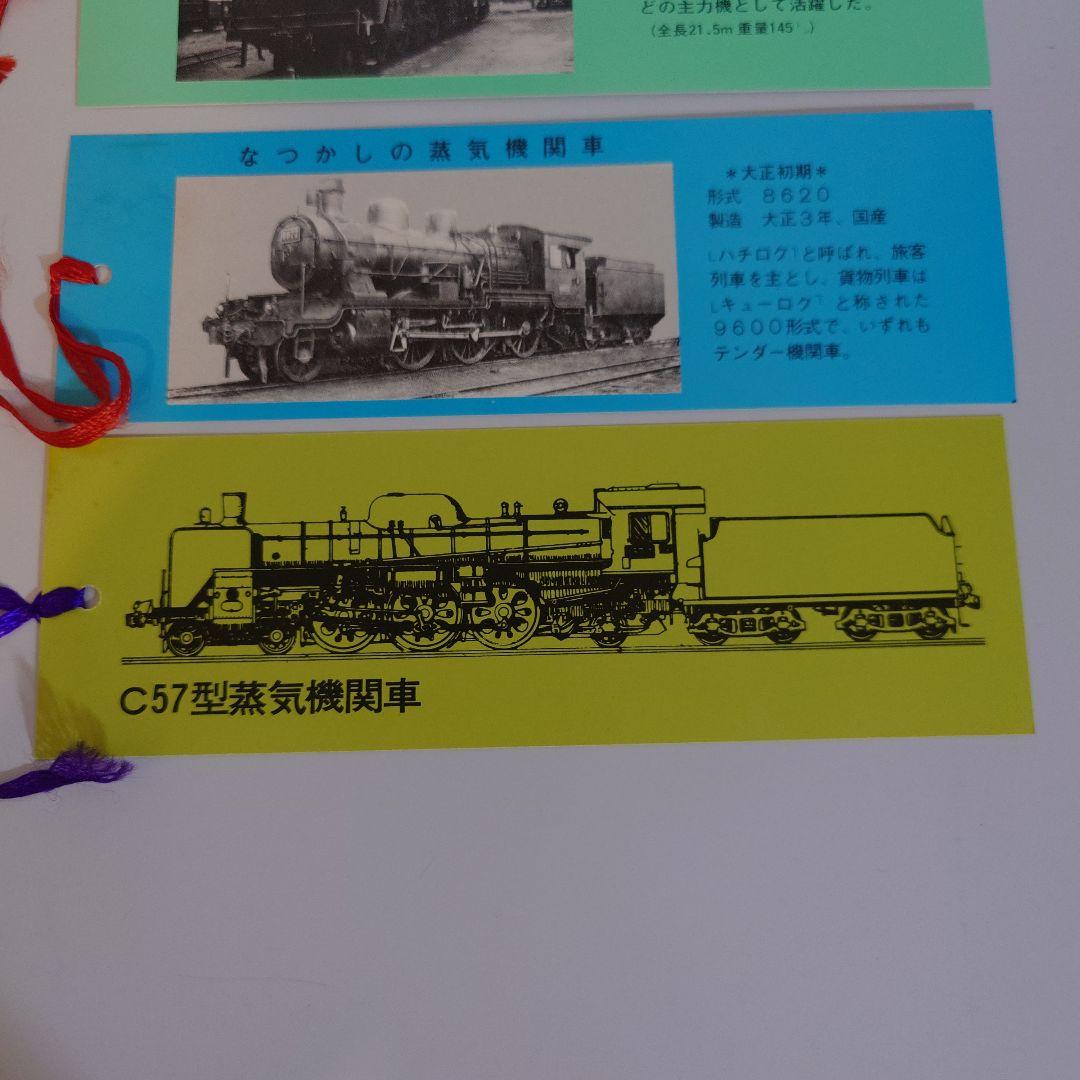 どの主力機として活躍した。
(全長21.5m 重量145㌧)
なつかしの蒸気機関車
*大正初期*
形式 8620
製造 大正3年、国産
「ハチロク」と呼ばれ、旅客
列車を主とし、貨物列車は
「キューロク」と称された
9600形式で、いずれも
テンダー機関車。
C57型蒸気機関車